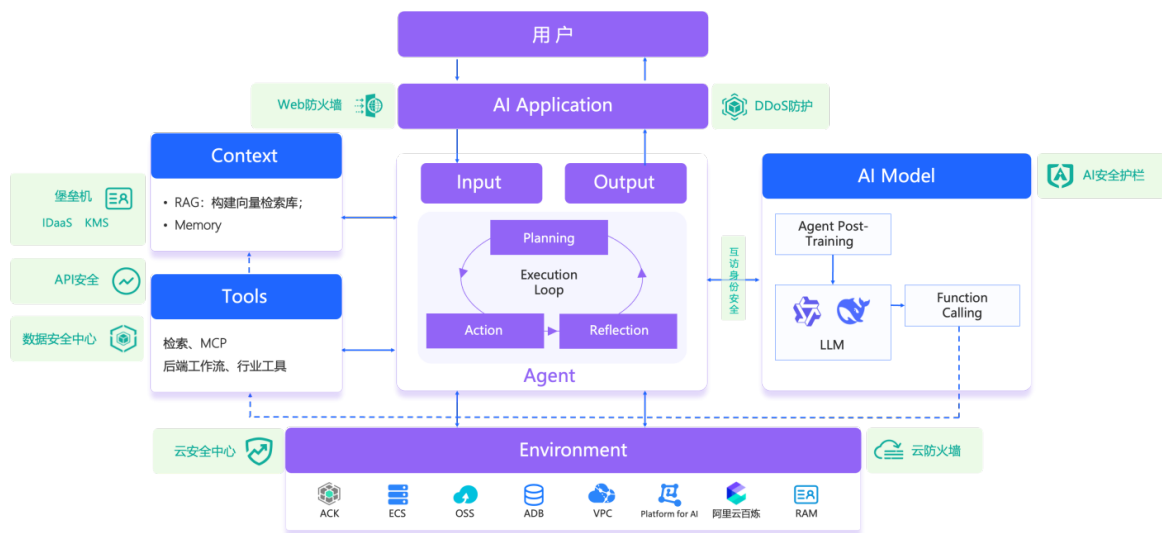 用 户
Web防火墙
AI Application
DDoS防护
Context
RAG：构建向量检索库；
Memory
堡垒机
IDaaS KMS
API安全
数据安全中心
Tools
检索、MCP
后端工作流、行业工具
Input
Output
Planning
Execution
Loop
Action
Reflection
Agent
互访身份安全
AI Model
AI安全护栏
Agent Post-
Training
LLM
Function
Calling
云安全中心
Environment
云防火墙
ACK
ECS
OSS
ADB
VPC
Platform for AI
阿里云百炼
RAM